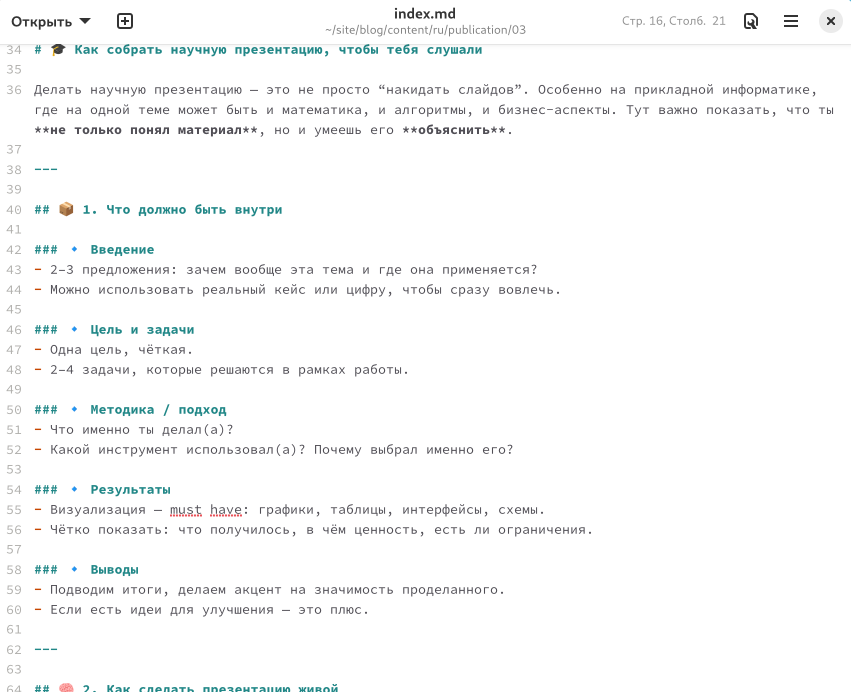 Открыть
index.md
~/site/blog/content/ru/publication/03
Стр. 16, Столб. 21
34 # 🎓 Как собрать научную презентацию, чтобы тебя слушали
35
36 Делать научную презентацию — это не просто “накидать слайдов”. Особенно на прикладной информатике,
где на одной теме может быть и математика, и алгоритмы, и бизнес-аспекты. Тут важно показать, что ты
**не только понял материал**, но и умеешь его **объяснить**.
37
38 ---
39
40 ## 📦 1. Что должно быть внутри
41
42 ### 🔹 Введение
43 - 2–3 предложения: зачем вообще эта тема и где она применяется?
44 - Можно использовать реальный кейс или цифру, чтобы сразу вовлечь.
45
46 ### 🔹 Цель и задачи
47 - Одна цель, чёткая.
48 - 2–4 задачи, которые решаются в рамках работы.
49
50 ### 🔹 Методика / подход
51 - Что именно ты делал(а)?
52 - Какой инструмент использовал(а)? Почему выбрал именно его?
53
54 ### 🔹 Результаты
55 - Визуализация — must have: графики, таблицы, интерфейсы, схемы.
56 - Чётко показать: что получилось, в чём ценность, есть ли ограничения.
57
58 ### 🔹 Выводы
59 - Подводим итоги, делаем акцент на значимость проделанного.
60 - Если есть идеи для улучшения — это плюс.
61
62 ---
63
64 ## 🧠 2. Как сделать презентацию живой